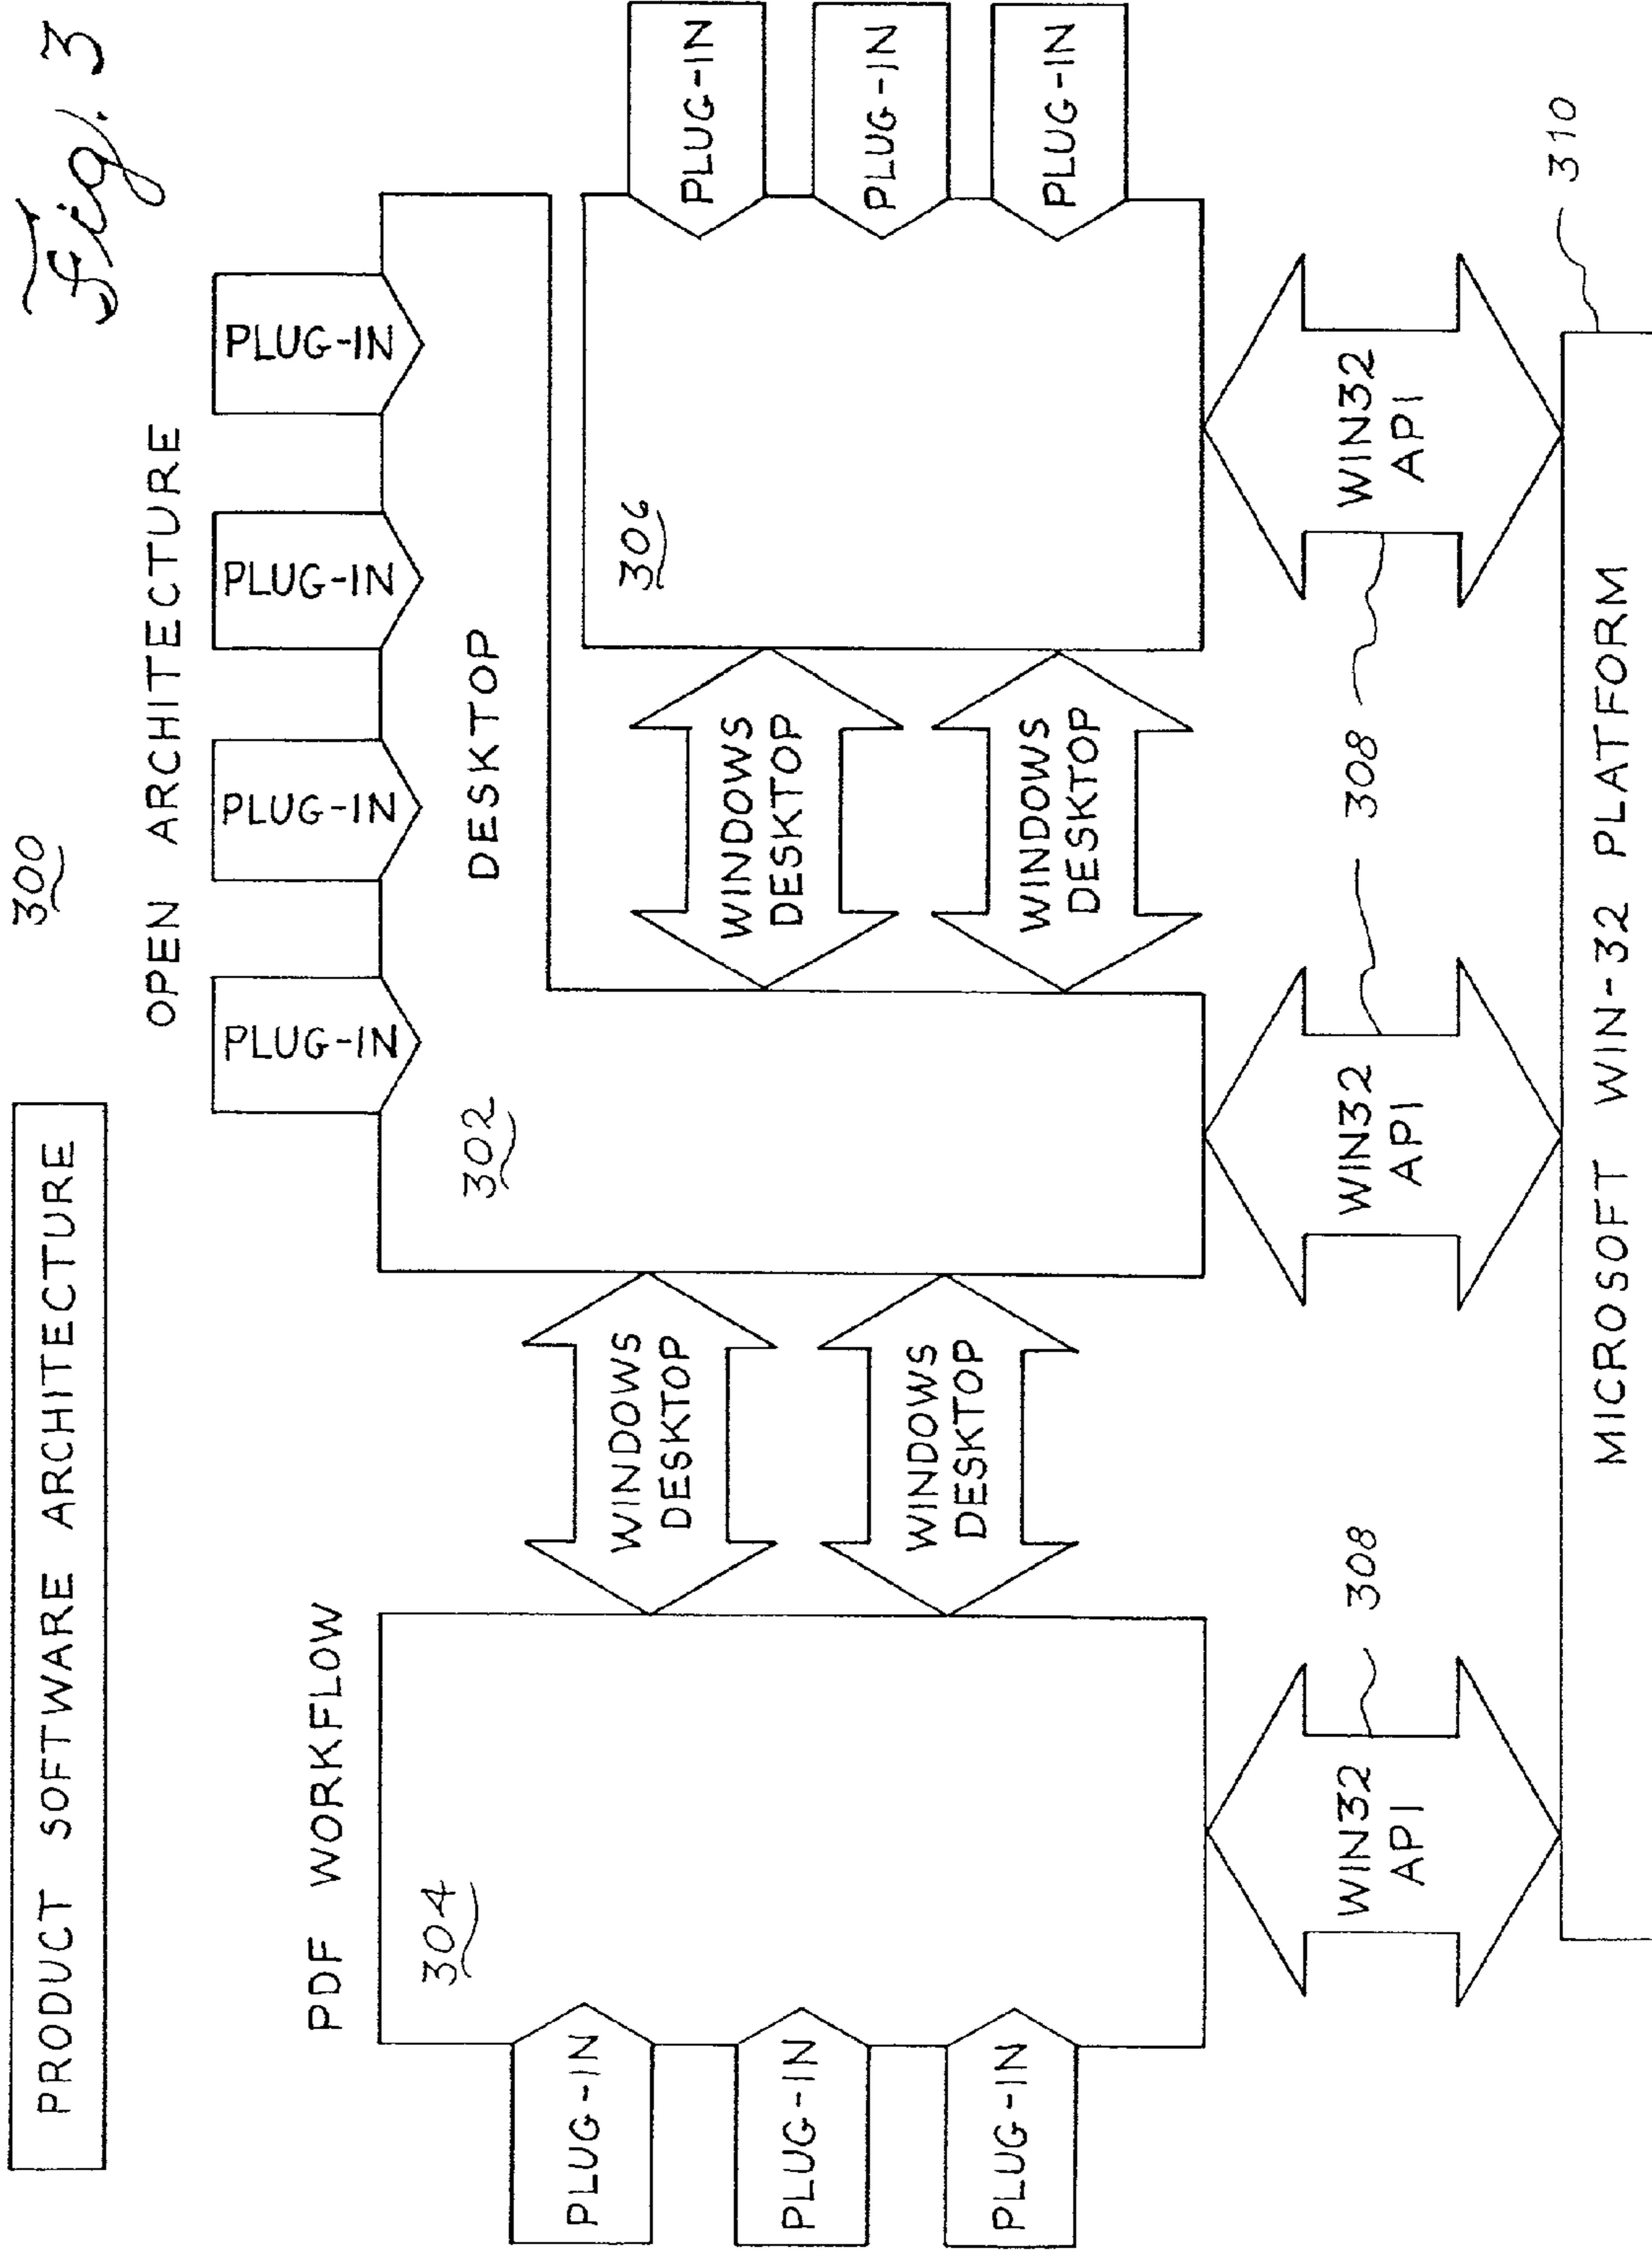 PRODUCT SOFTWARE ARCHITECTURE
300
Fig. 3
OPEN ARCHITECTURE
PLUG-IN
PLUG-IN
PLUG-IN
PLUG-IN
PDF WORKFLOW
304
302
DESKTOP
306
PLUG-IN
PLUG-IN
PLUG-IN
WINDOWS
DESKTOP
WINDOWS
DESKTOP
WINDOWS
DESKTOP
WINDOWS
DESKTOP
PLUG-IN
PLUG-IN
PLUG-IN
WIN32
API
308
WIN32
API
308
WIN32
API
310
MICROSOFT WIN-32 PLATFORM